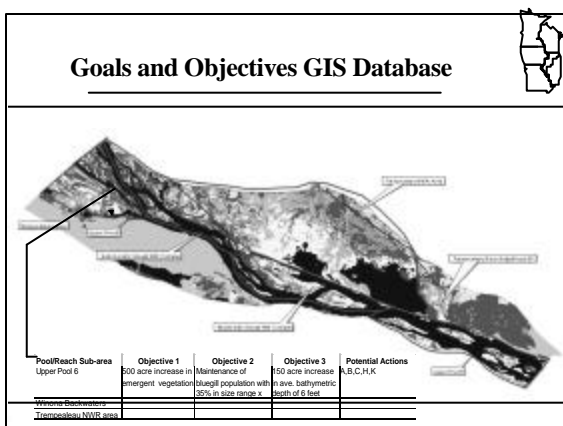 Goals and Objectives GIS Database
Pool/Reach Sub-area Objective 1 Objective 2 Objective 3 Potential Actions
Upper Pool 6 500 acre increase in Maintenance of 150 acre increase A,B,C,H,K
emergent vegetation bluegill population with in ave. bathymetric
35% in size range x depth of 6 feet
Winona Backwaters
Trempealeau NWR area